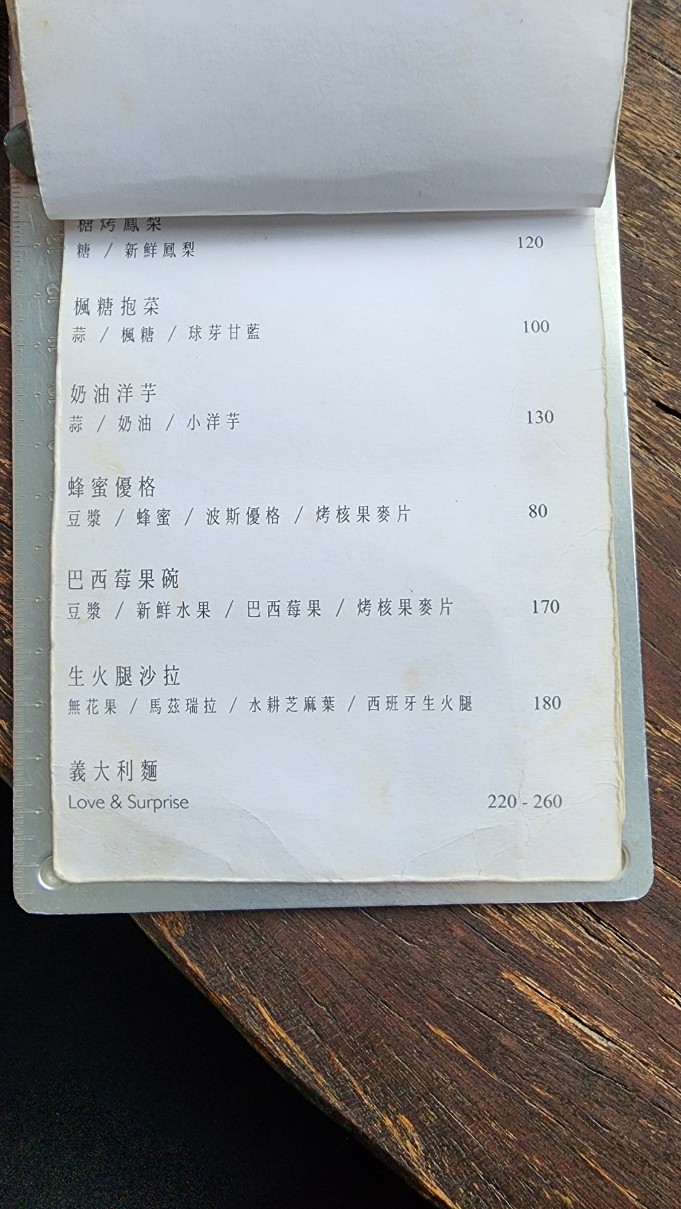 糖烤鳳梨
糖 / 新鮮鳳梨 120
楓糖抱菜
蒜 / 楓糖 / 球芽甘藍 100
奶油洋芋
蒜 / 奶油 / 小洋芋 130
蜂蜜優格
豆漿 / 蜂蜜 / 波斯優格 / 烤核果麥片 80
巴西莓果碗
豆漿 / 新鮮水果 / 巴西莓果 / 烤核果麥片 170
生火腿沙拉
無花果 / 馬茲瑞拉 / 水耕芝麻葉 / 西班牙生火腿 180
義大利麵
Love & Surprise 220 - 260